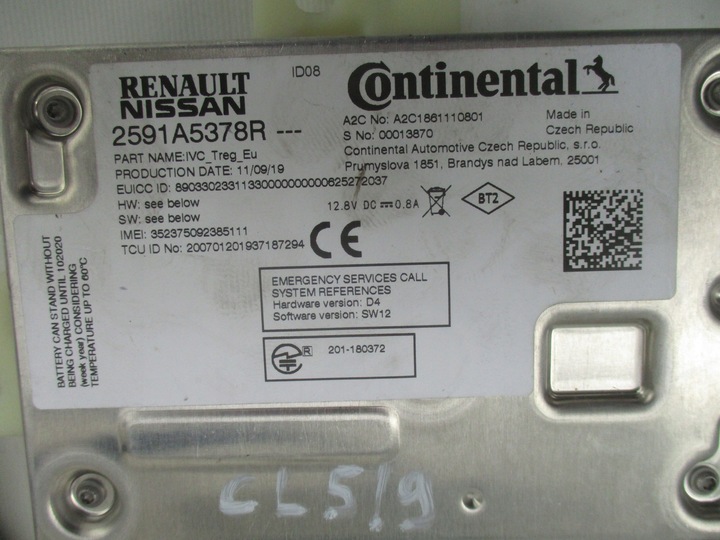 RENAULT
NISSAN
ID08
Continental
2591A5378R ---
A2C No: A2C1861110801
S No: 00013870
Made in
Czech Republic
Continental Automotive Czech Republic, s.r.o.
Prumyslova 1851, Brandys nad Labem. 25001
PART NAME:IVC_Treg_Eu
PRODUCTION DATE: 11/09/19
EUICC ID: 89033023311330000000000625272037
HW: see below
SW: see below
IMEI: 352375092385111
TCU ID No: 200701201937187294
12.8V DC 0.8A
BT2
CE
EMERGENCY SERVICES CALL
SYSTEM REFERENCES
Hardware version: D4
Software version: SW12
R 201-180372
BATTERY CAN STAND WITHOUT
BEING CHARGED UNTIL 102020
(week year) CONSIDERING
TEMPERATURE UP TO 60°C
CL5!9